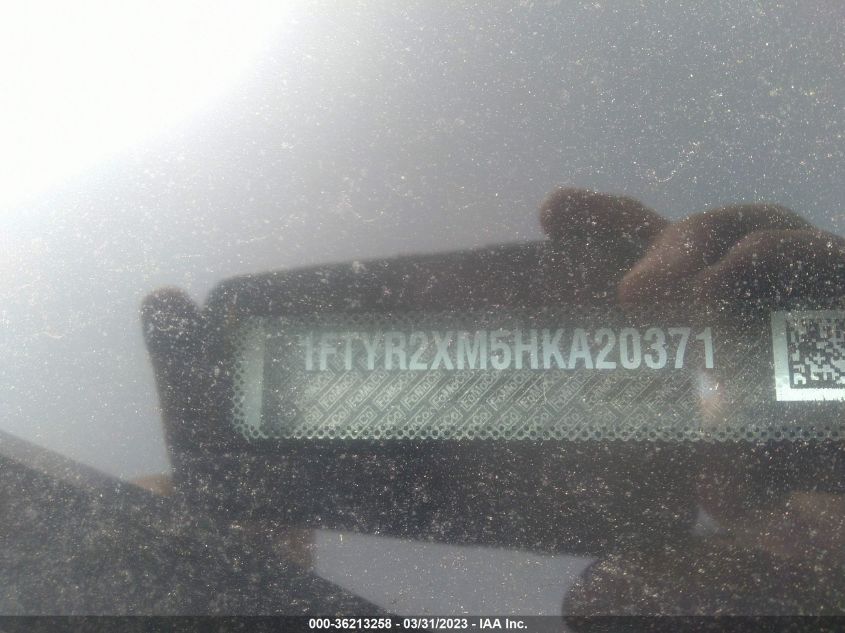 1FTYR2XM5HKA20371
000-36213258 - 03/31/2023 - IAA Inc.